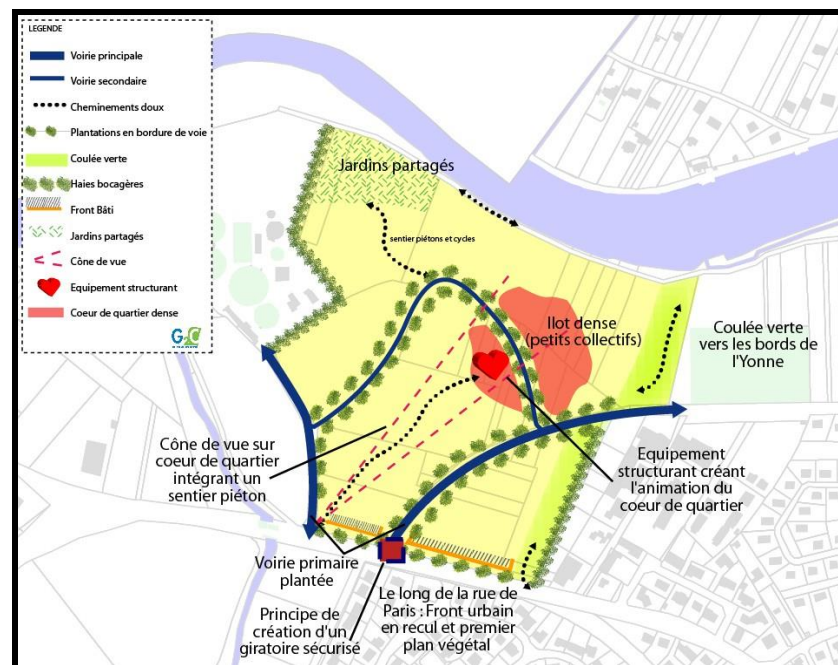 LEGENDE
Voirie principale
Voirie secondaire
Cheminements doux
Plantations en bordure de voie
Coulée verte
Haies bocagères
Front Bâti
Jardins partagés
Cône de vue
Equipement structurant
Coeur de quartier dense
G2C
Jardins partagés
sentier piétons et cycles
Ilot dense
(petits collectifs)
Coulée verte
vers les bords de
l'Yonne
Cône de vue sur
coeur de quartier
intégrant un
sentier piéton
Equipement
structurant créant
l'animation du
coeur de quartier
Voirie primaire
plantée
Principe de
création d'un
giratoire sécurisé
Le long de la rue de
Paris : Front urbain
en recul et premier
plan végétal